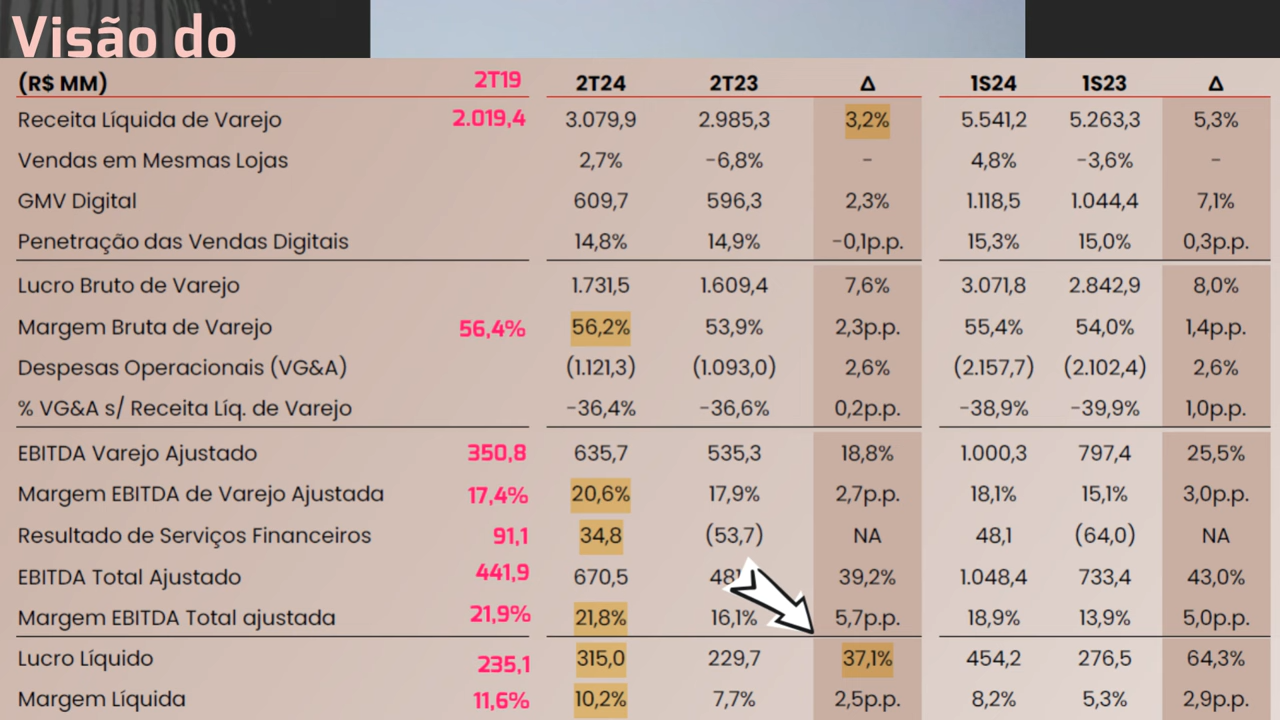 Visão do
(R$ MM) 2T19 2T24 2T23 Δ 1S24 1S23 Δ
Receita Líquida de Varejo 2.019,4 3.079,9 2.985,3 3,2% 5.541,2 5.263,3 5,3%
Vendas em Mesmas Lojas 2,7% -6,8% - 4,8% -3,6% -
GMV Digital 609,7 596,3 2,3% 1.118,5 1.044,4 7,1%
Penetração das Vendas Digitais 14,8% 14,9% -0,1p.p. 15,3% 15,0% 0,3p.p.
Lucro Bruto de Varejo 1.731,5 1.609,4 7,6% 3.071,8 2.842,9 8,0%
Margem Bruta de Varejo 56,4% 56,2% 53,9% 2,3p.p. 55,4% 54,0% 1,4p.p.
Despesas Operacionais (VG&A) (1.121,3) (1.093,0) 2,6% (2.157,7) (2.102,4) 2,6%
% VG&A s/ Receita Líq. de Varejo -36,4% -36,6% 0,2p.p. -38,9% -39,9% 1,0p.p.
EBITDA Varejo Ajustado 350,8 635,7 535,3 18,8% 1.000,3 797,4 25,5%
Margem EBITDA de Varejo Ajustada 17,4% 20,6% 17,9% 2,7p.p. 18,1% 15,1% 3,0p.p.
Resultado de Serviços Financeiros 91,1 34,8 (53,7) NA 48,1 (64,0) NA
EBITDA Total Ajustado 441,9 670,5 39,2% 1.048,4 733,4 43,0%
Margem EBITDA Total ajustada 21,9% 21,8% 16,1% 5,7p.p. 18,9% 13,9% 5,0p.p.
Lucro Líquido 235,1 315,0 229,7 37,1% 454,2 276,5 64,3%
Margem Líquida 11,6% 10,2% 7,7% 2,5p.p. 8,2% 5,3% 2,9p.p.